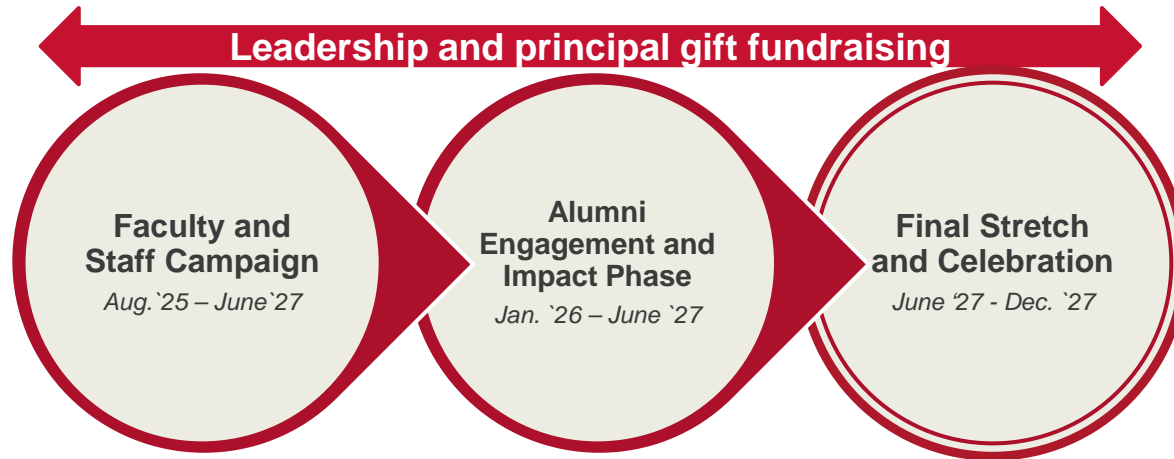 Leadership and principal gift fundraising
Faculty and
Staff Campaign
Aug.`25 – June`27
Alumni
Engagement and
Impact Phase
Jan. `26 – June `27
Final Stretch
and Celebration
June ‘27 - Dec. `27